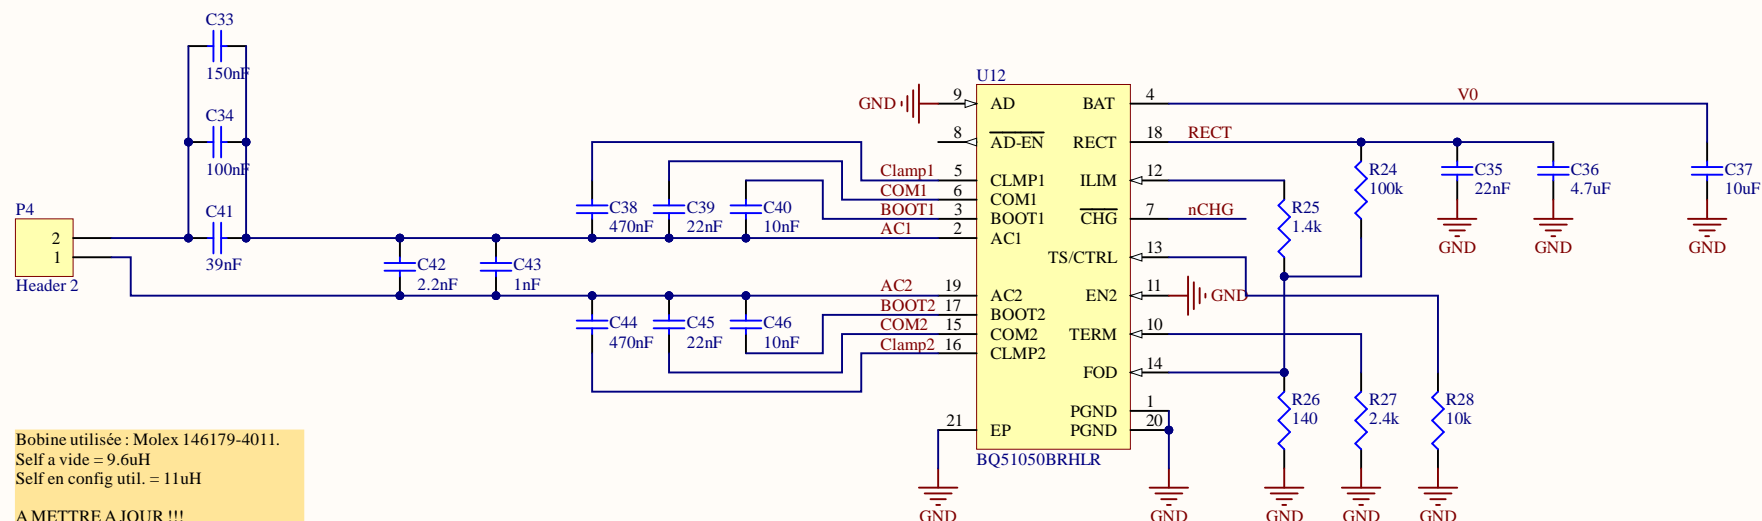 C33
150nF
C34
100nF
C41
39nF
P4
2
1
Header 2
C42
2.2nF
C43
1nF
C38
470nF
C39
22nF
C40
10nF
C44
470nF
C45
22nF
C46
10nF
Clamp1
COM1
BOOT1
AC1
AC2
BOOT2
COM2
Clamp2
U12
GND
9 AD
8 AD-EN
5 CLMP1
6 COM1
3 BOOT1
2 AC1
19 AC2
17 BOOT2
15 COM2
16 CLMP2
21 EP
BAT 4
RECT 18
ILIM 12
CHG 7
TS/CTRL 13
EN2 11
TERM 10
FOD 14
PGND 1
PGND 20
BQ51050BRHLR
V0
RECT
nCHG
GND
R24
100k
R25
1.4k
C35
22nF
C36
4.7uF
C37
10uF
GND
GND
GND
R26
140
R27
2.4k
R28
10k
GND
GND
GND
GND
GND
Bobine utilisée : Molex 146179-4011.
Self a vide = 9.6uH
Self en config util. = 11uH
A METTRE A JOUR !!!